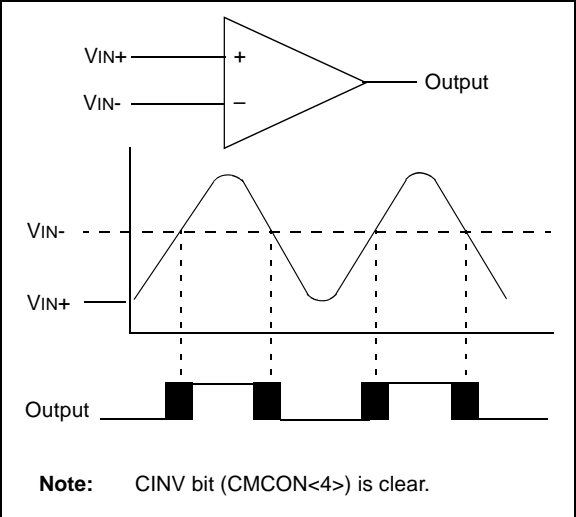 VIN+
+
Output
VIN-
–
VIN-
VIN+
Output
Note: CINV bit (CMCON<4>) is clear.